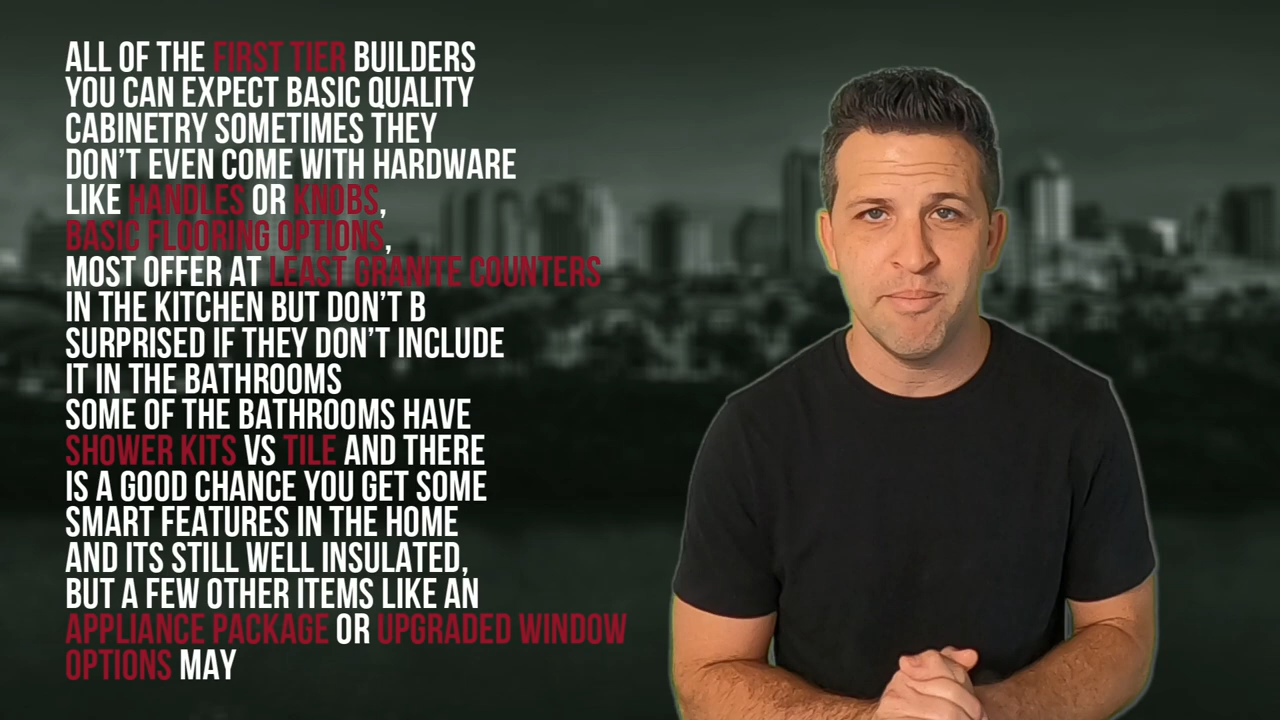 ALL OF THE FIRST TIER BUILDERS
YOU CAN EXPECT BASIC QUALITY
CABINETRY SOMETIMES THEY
DON'T EVEN COME WITH HARDWARE
LIKE HANDLES OR KNOBS,
BASIC FLOORING OPTIONS,
MOST OFFER AT LEAST GRANITE COUNTERS
IN THE KITCHEN BUT DON'T B
SURPRISED IF THEY DON'T INCLUDE
IT IN THE BATHROOMS
SOME OF THE BATHROOMS HAVE
SHOWER KITS VS TILE AND THERE
IS A GOOD CHANCE YOU GET SOME
SMART FEATURES IN THE HOME
AND ITS STILL WELL INSULATED,
BUT A FEW OTHER ITEMS LIKE AN
APPLIANCE PACKAGE OR UPGRADED WINDOW
OPTIONS MAY